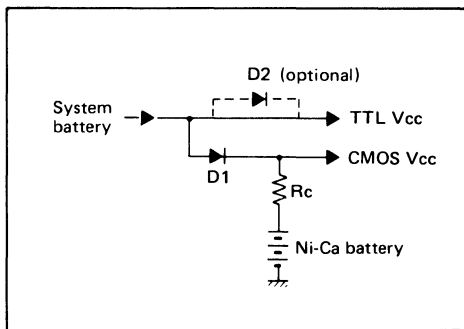 D2 (optional)
System
battery
TTL Vcc
CMOS Vcc
D1
Rc
Ni-Ca battery